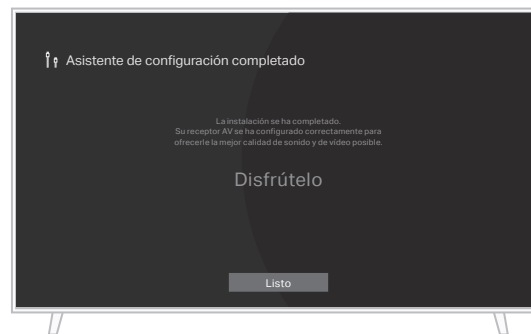 Asistente de configuración completado
La instalación se ha completado.
Su receptor AV se ha configurado correctamente para
ofrecerle la mejor calidad de sonido y de vídeo posible.
Disfrútelo
Listo